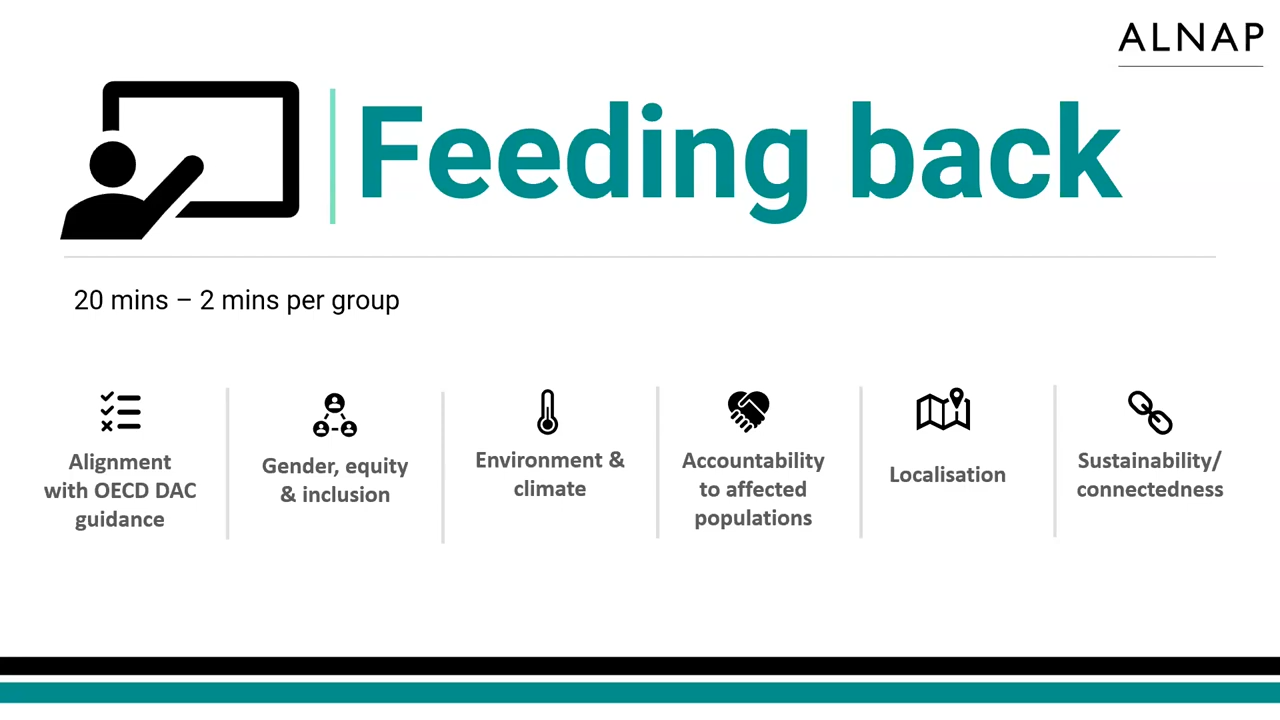 ALNAP
Feeding back
20 mins – 2 mins per group
Alignment
with OECD DAC
guidance
Gender, equity
& inclusion
Environment &
climate
Accountability
to affected
populations
Localisation
Sustainability/
connectedness